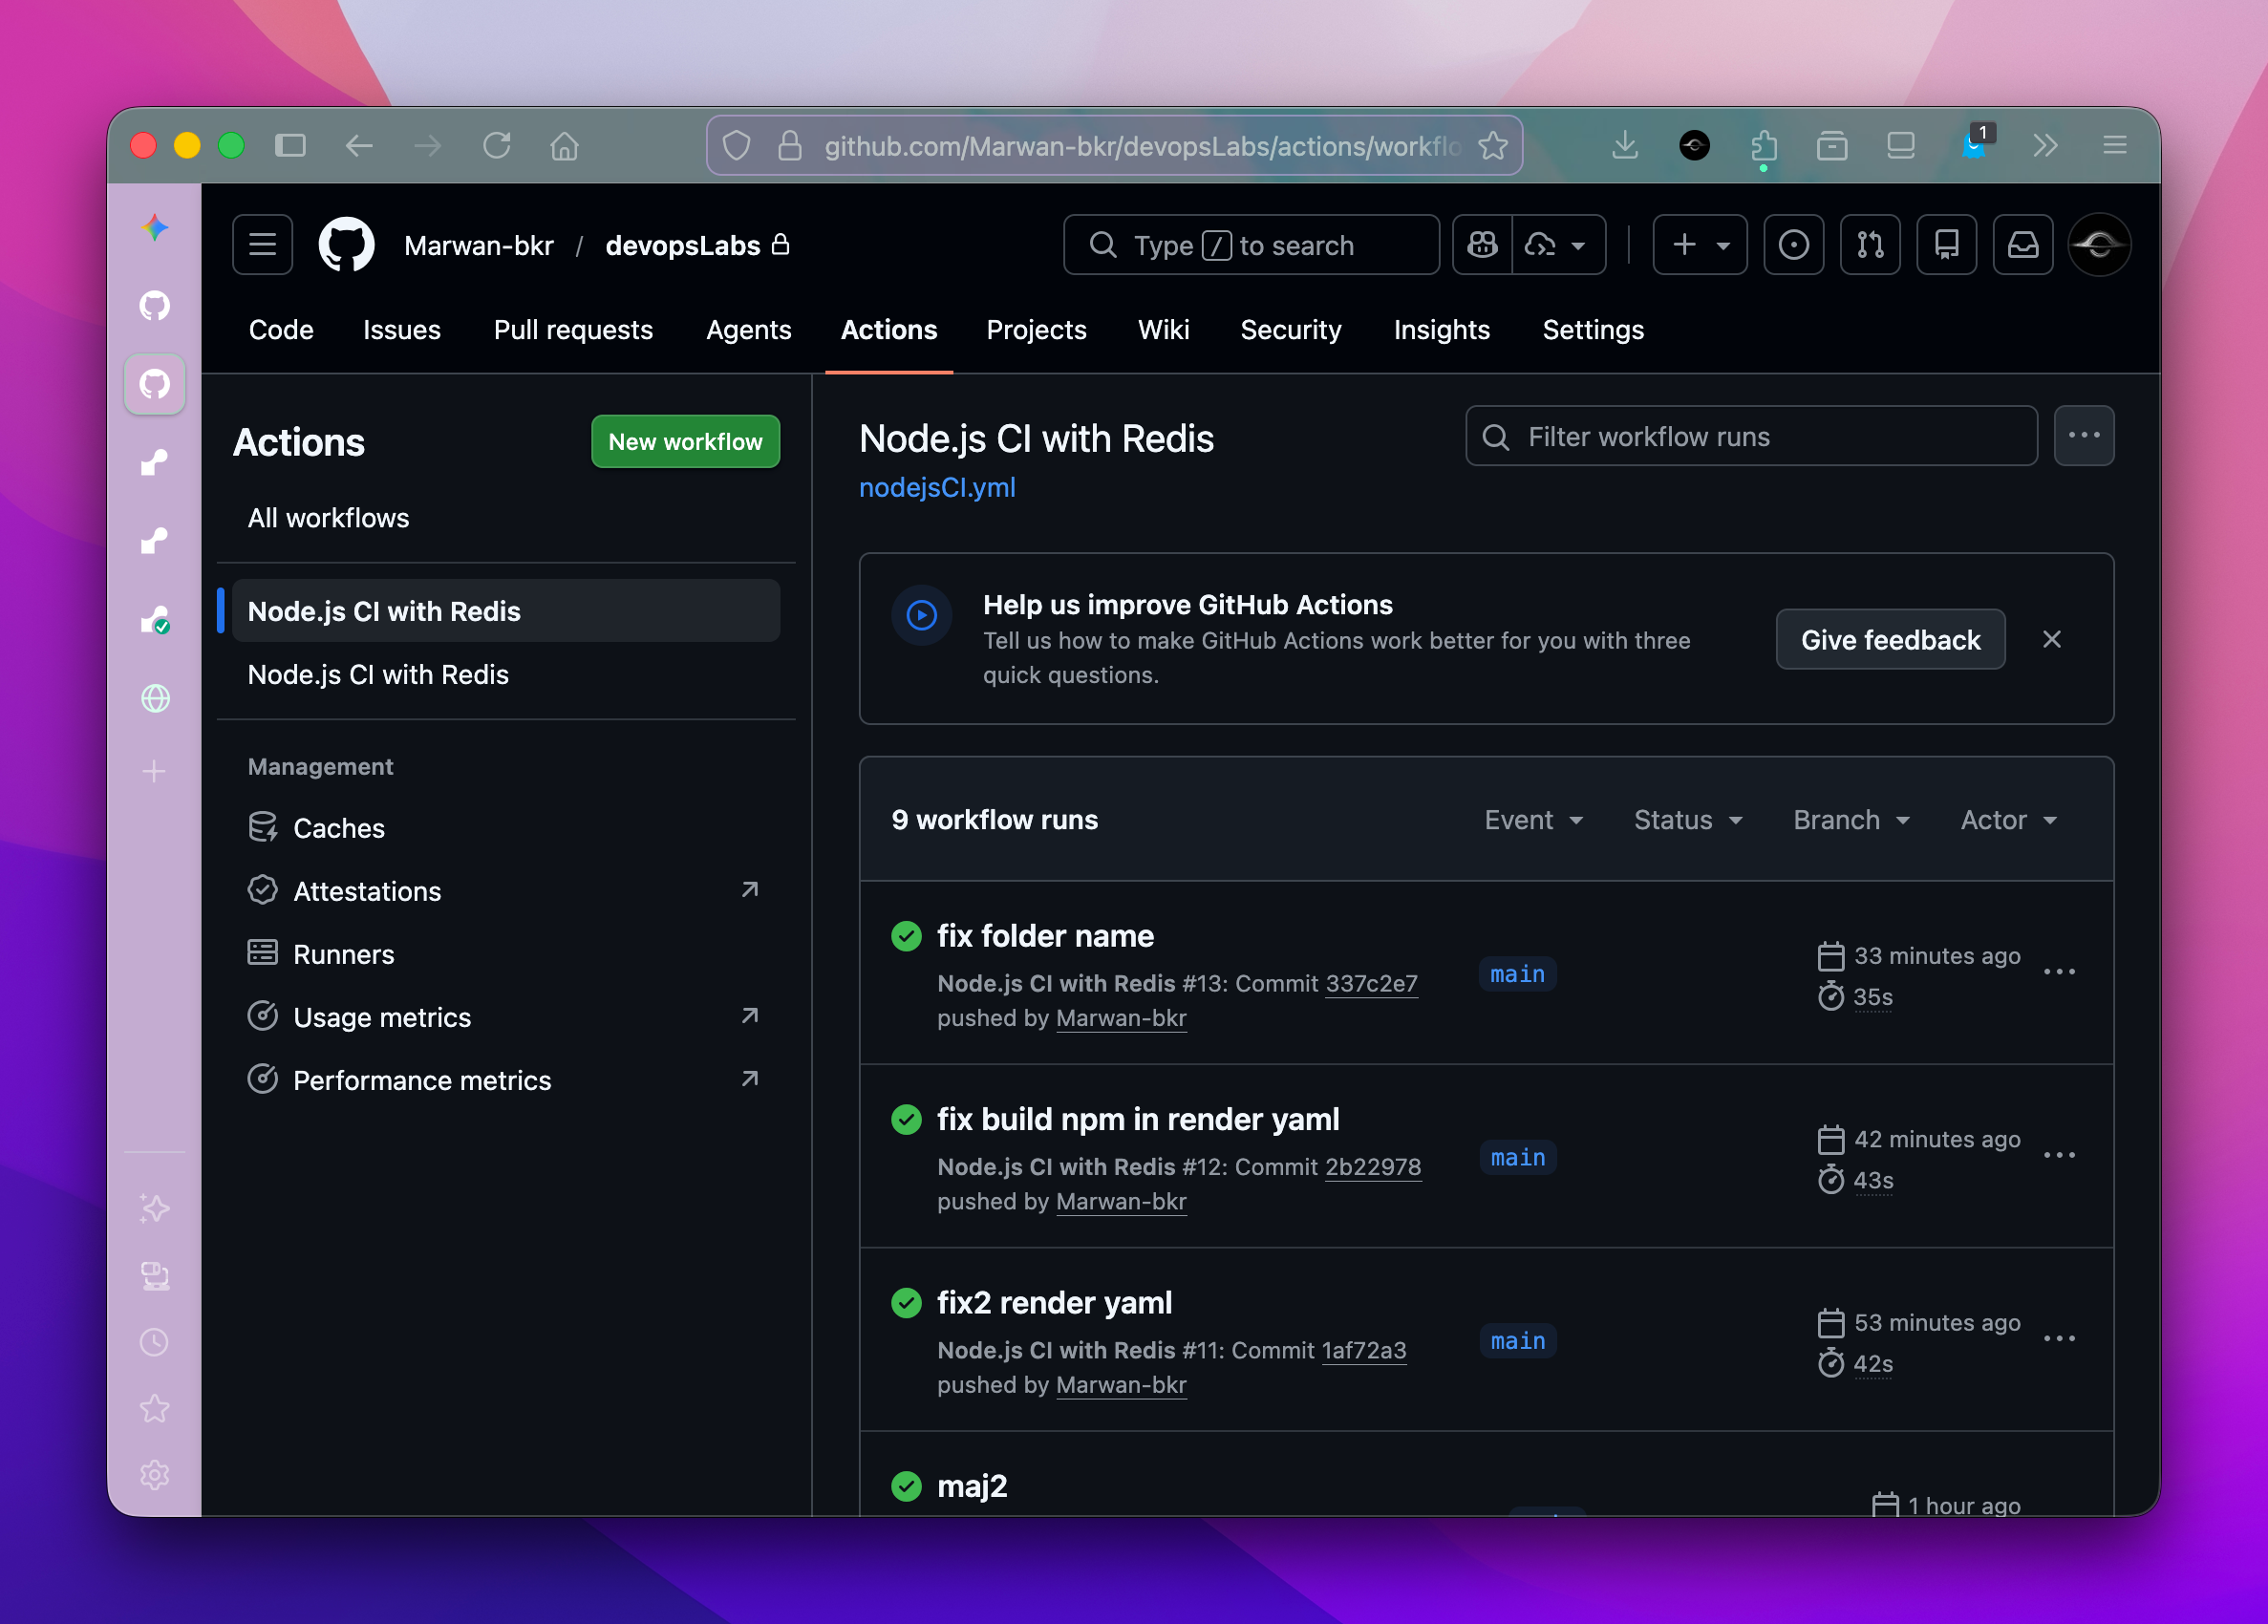 github.com/Marwan-bkr/devopsLabs/actions/workflo
1
Marwan-bkr / devopsLabs
Type / to search
Code Issues Pull requests Agents Actions Projects Wiki Security Insights Settings
Actions
New workflow
All workflows
Node.js CI with Redis
Node.js CI with Redis
Management
Caches
Attestations
Runners
Usage metrics
Performance metrics
Node.js CI with Redis
nodejsCI.yml
Filter workflow runs
Help us improve GitHub Actions
Tell us how to make GitHub Actions work better for you with three
quick questions.
Give feedback
9 workflow runs
Event Status Branch Actor
fix folder name
Node.js CI with Redis #13: Commit 337c2e7
pushed by Marwan-bkr
main
33 minutes ago
35s
fix build npm in render yaml
Node.js CI with Redis #12: Commit 2b22978
pushed by Marwan-bkr
main
42 minutes ago
43s
fix2 render yaml
Node.js CI with Redis #11: Commit 1af72a3
pushed by Marwan-bkr
main
53 minutes ago
42s
maj2
1 hour ago